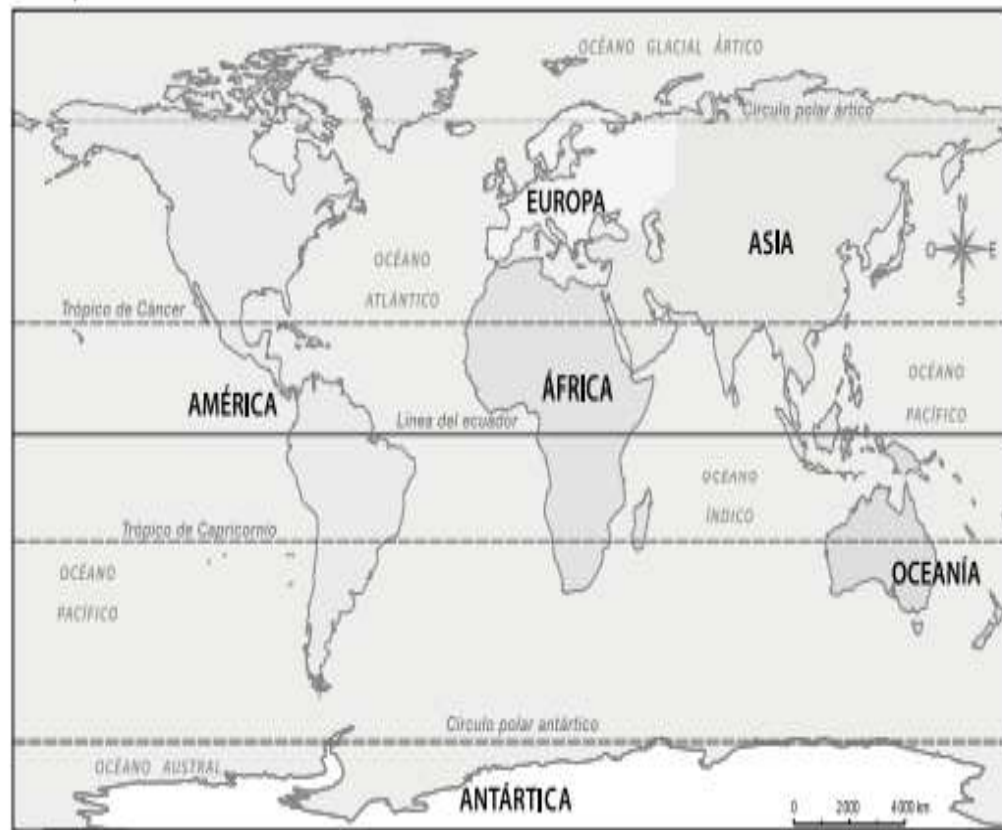 OCÉANO GLACIAL ÁRTICO
Círculo polar ártico
EUROPA
ASIA
N
O
E
S
OCÉANO
ATLÁNTICO
Trópico de Cáncer
AMÉRICA
ÁFRICA
OCÉANO
PACÍFICO
Línea del ecuador
OCÉANO
ÍNDICO
Trópico de Capricornio
OCÉANO
PACÍFICO
OCEANÍA
Círculo polar antártico
OCÉANO AUSTRAL
ANTÁRTICA
0 2000 4000 km